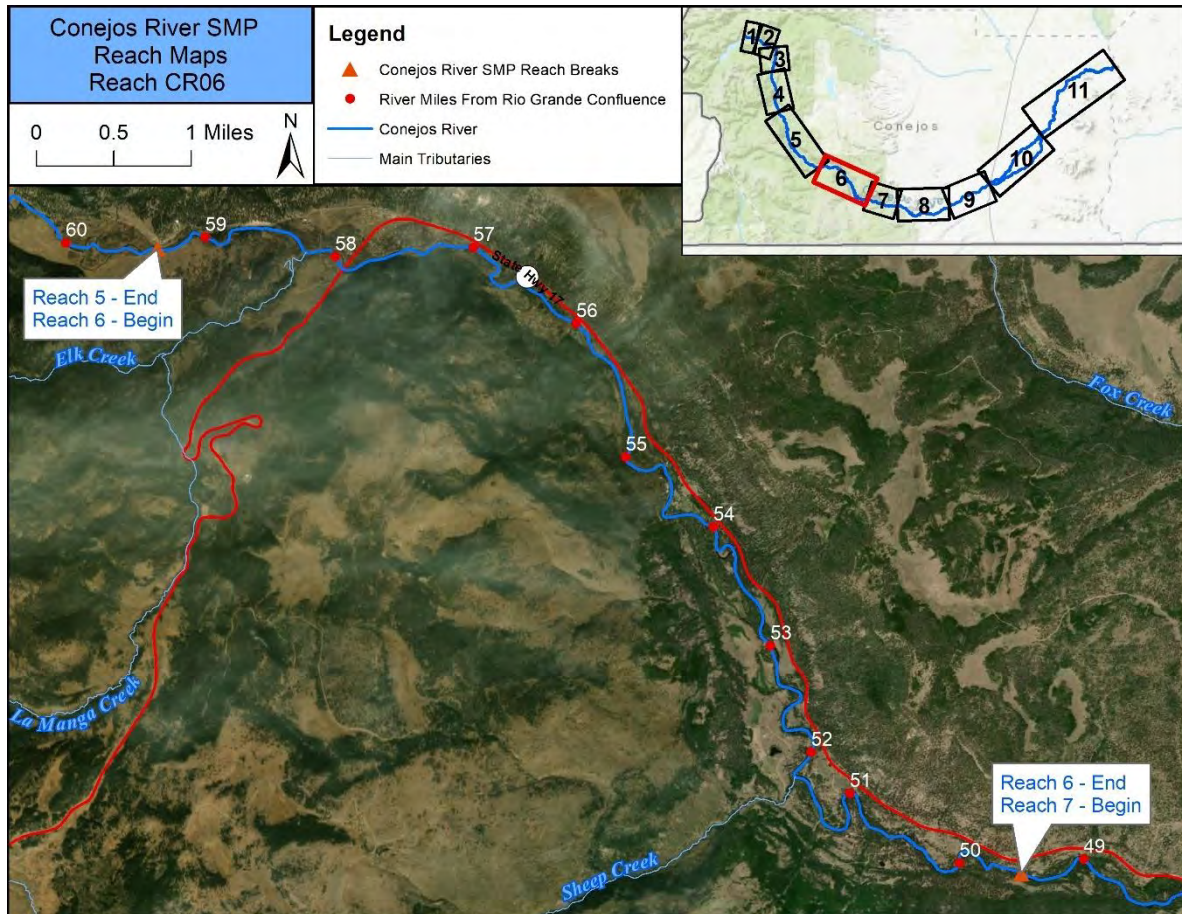 Conejos River SMP
Reach Maps
Reach CR06
0 0.5 1 Miles
N
Legend
Conejos River SMP Reach Breaks
River Miles From Rio Grande Confluence
Conejos River
Main Tributaries
1 2
3
4
5
6
7
8
9
10
11
Conejos
60
59
58
57
State Hwy 17
56
55
54
53
52
51
50
49
Reach 5 - End
Reach 6 - Begin
Elk Creek
Fox Creek
La Manga Creek
Sheep Creek
Reach 6 - End
Reach 7 - Begin